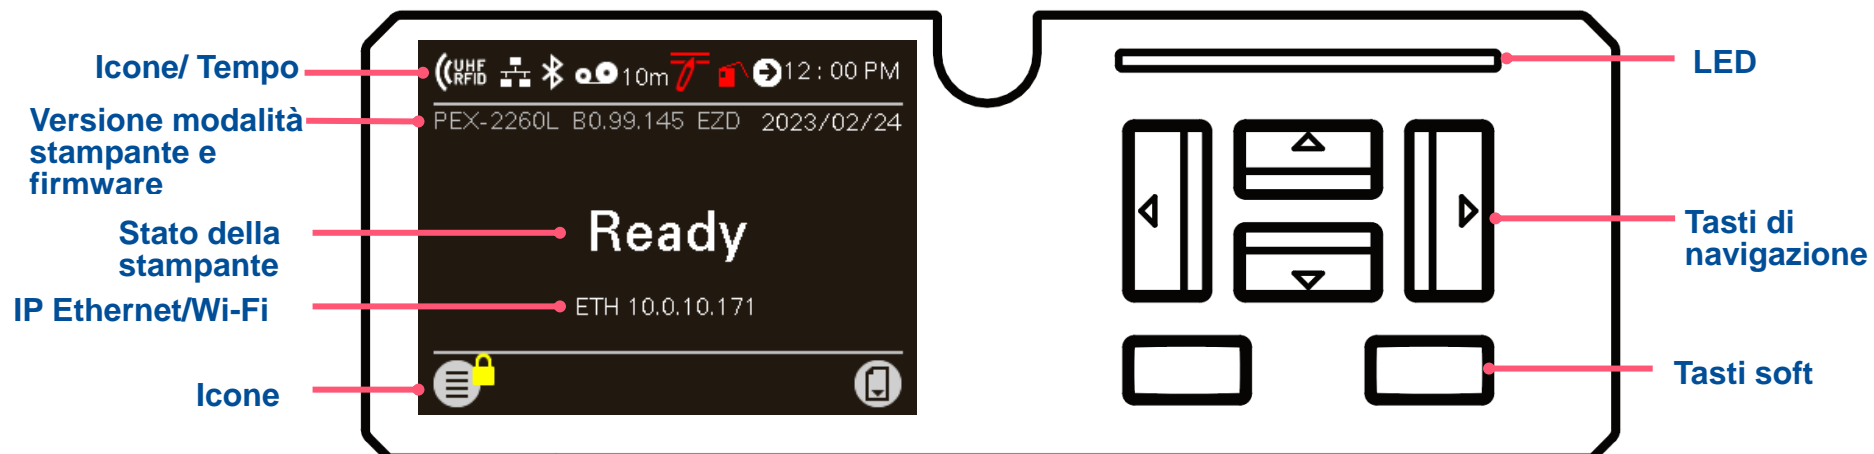 Icone/ Tempo
UHF RFID 10m 12 : 00 PM
LED
Versione modalità
stampante e
firmware
PEX-2260L B0.99.145 EZD 2023/02/24
Stato della
stampante
Ready
Tasti di
navigazione
IP Ethernet/Wi-Fi
ETH 10.0.10.171
Icone
Tasti soft